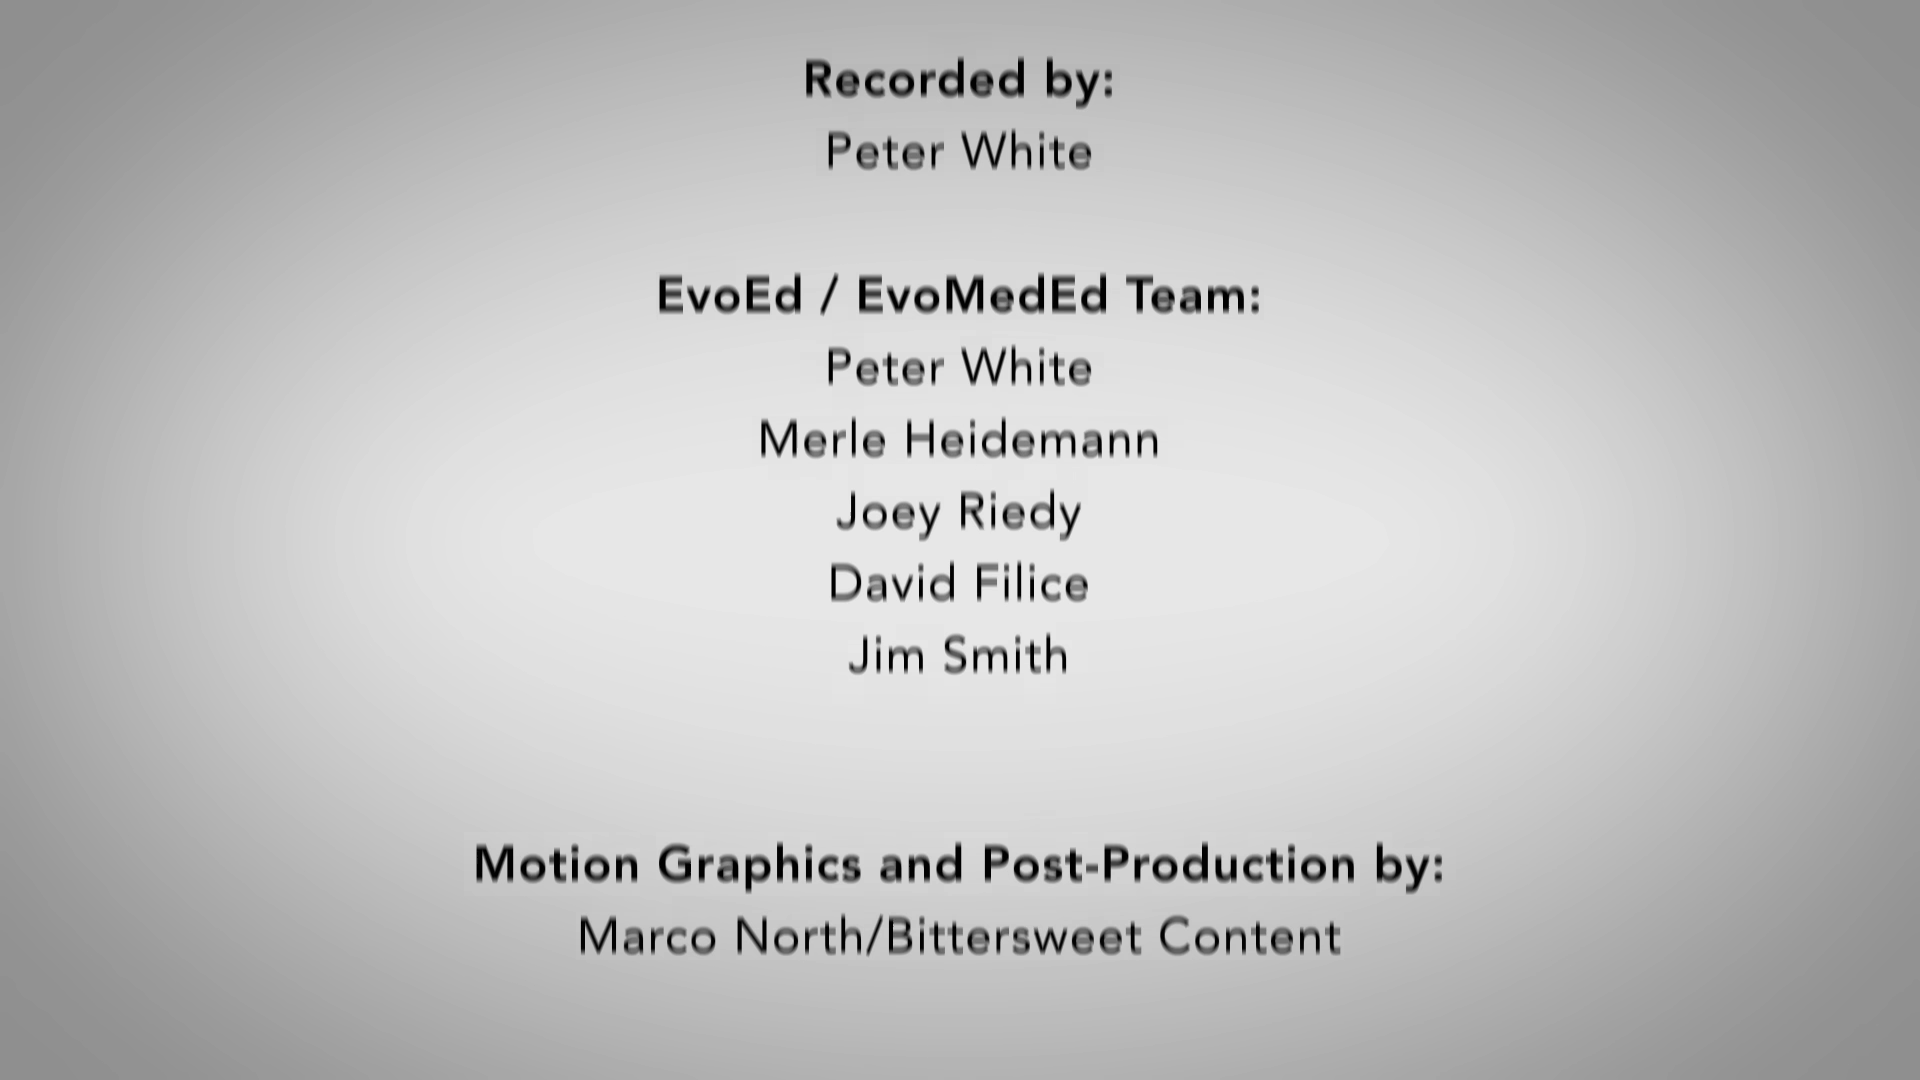 Recorded by:
Peter White
EvoEd / EvoMedEd Team:
Peter White
Merle Heidemann
Joey Riedy
David Filice
Jim Smith
Motion Graphics and Post-Production by:
Marco North/Bittersweet Content